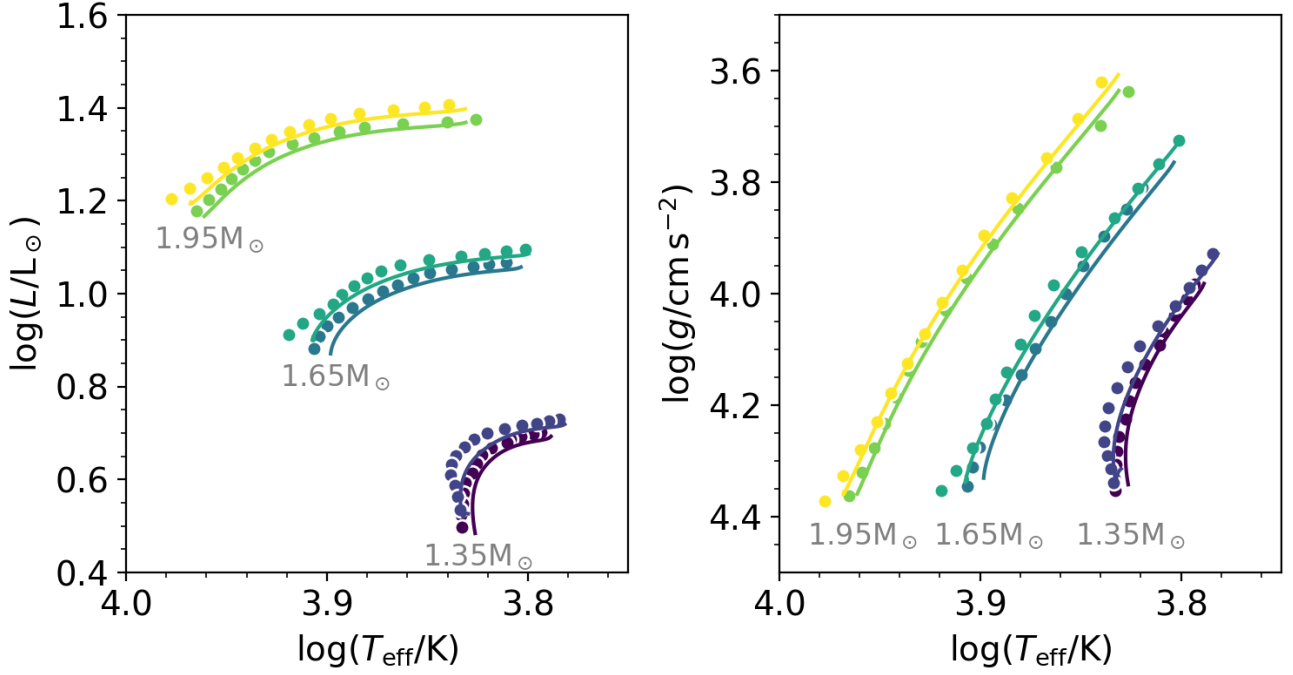 1.6
1.4
1.2
1.0
0.8
0.6
0.4
log(L/L⊙)
1.95M⊙
1.65M⊙
1.35M⊙
4.0
3.9
3.8
log(Teff/K)
3.6
3.8
4.0
4.2
4.4
log(g/cm s⁻²)
1.95M⊙
1.65M⊙
1.35M⊙
4.0
3.9
3.8
log(Teff/K)